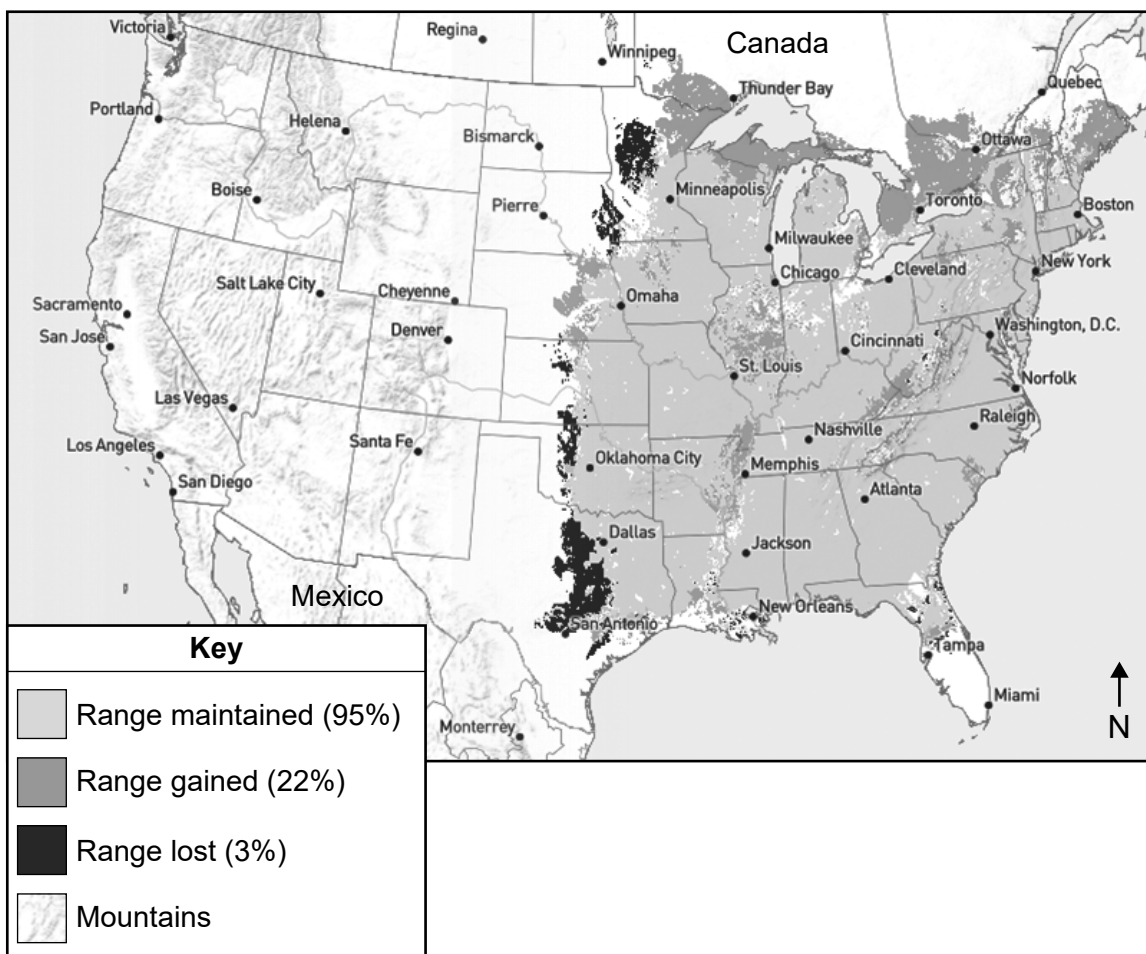 Victoria
Regina
Winnipeg
Canada
Thunder Bay
Quebec
Portland
Helena
Bismarck
Ottawa
Boise
Pierre
Minneapolis
Toronto
Boston
Milwaukee
Salt Lake City
Cheyenne
Chicago
Cleveland
New York
Sacramento
Omaha
San Jose
Denver
Cincinnati
Washington, D.C.
St. Louis
Norfolk
Las Vegas
Raleigh
Los Angeles
Santa Fe
Nashville
Oklahoma City
Memphis
San Diego
Atlanta
Dallas
Jackson
Mexico
New Orleans
San Antonio
Tampa
Miami
Monterrey
N
Key
Range maintained (95%)
Range gained (22%)
Range lost (3%)
Mountains